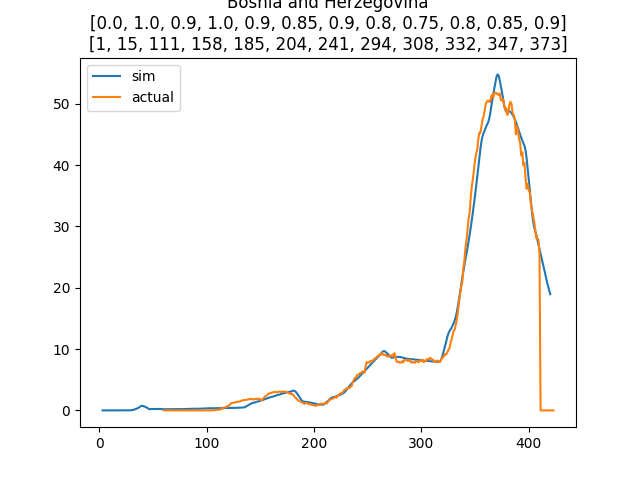 Bosnia and Herzegovina
[0.0, 1.0, 0.9, 1.0, 0.9, 0.85, 0.9, 0.8, 0.75, 0.8, 0.85, 0.9]
[1, 15, 111, 158, 185, 204, 241, 294, 308, 332, 347, 373]
sim
actual
50
40
30
20
10
0
0 100 200 300 400